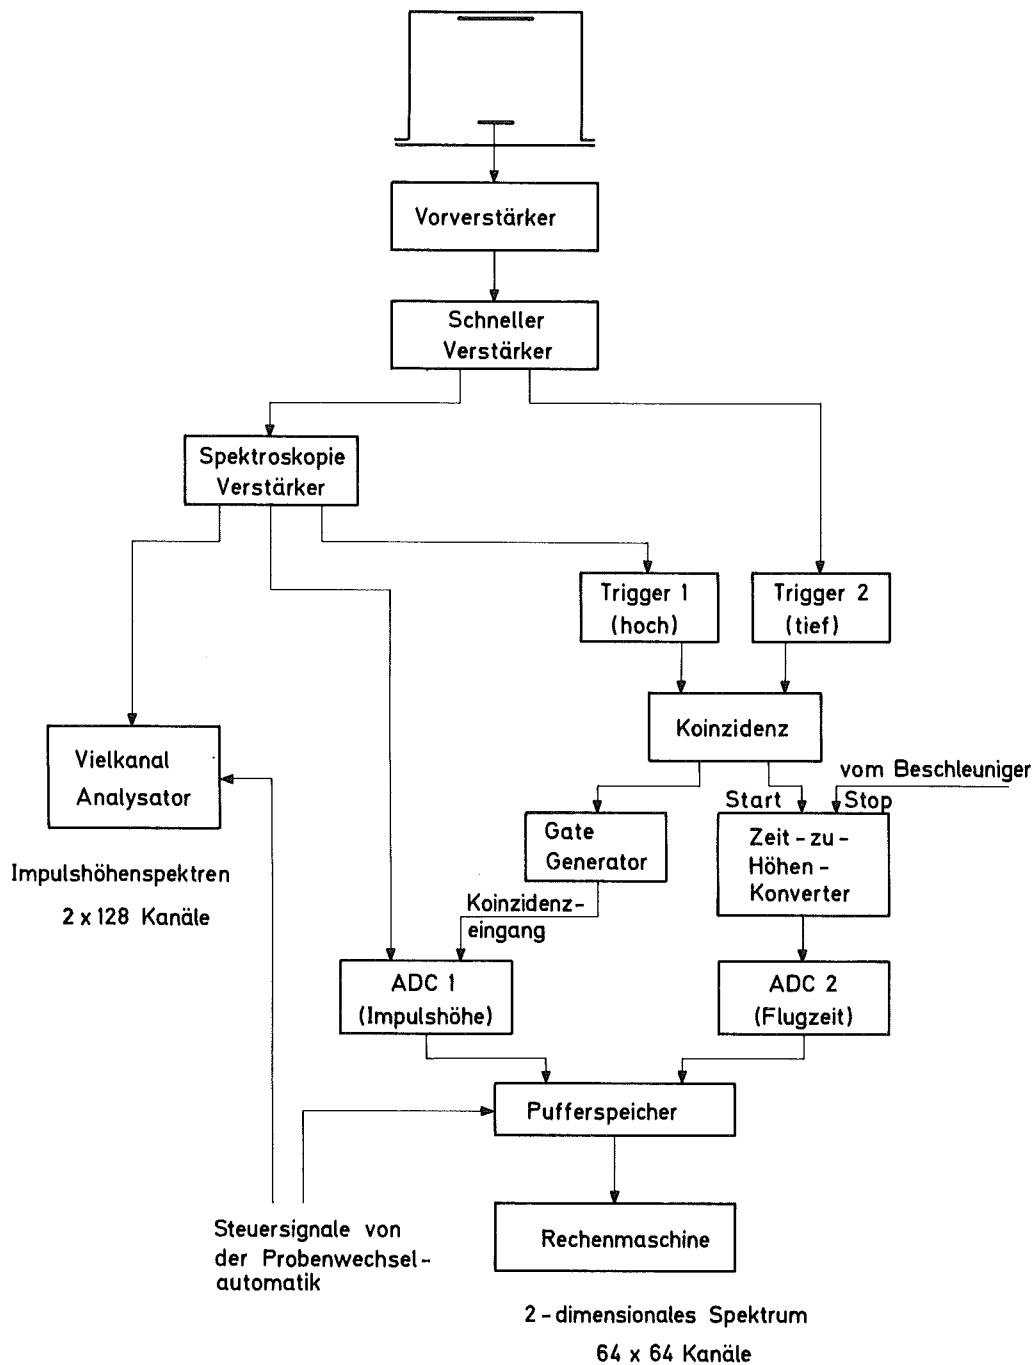 Vorverstärker
Schneller
Verstärker
Spektroskopie
Verstärker
Trigger 1
(hoch)
Trigger 2
(tief)
Koinzidenz
Vielkanal
Analysator
vom Beschleuniger
Start
Stop
Gate
Generator
Zeit-zu-
Höhen-
Konverter
Impulshöhenspektren
2 x 128 Kanäle
Koinzidenz-
eingang
ADC 1
(Impulshöhe)
ADC 2
(Flugzeit)
Pufferspeicher
Steuersignale von
der Probenwechsel-
automatik
Rechenmaschine
2-dimensionales Spektrum
64 x 64 Kanäle